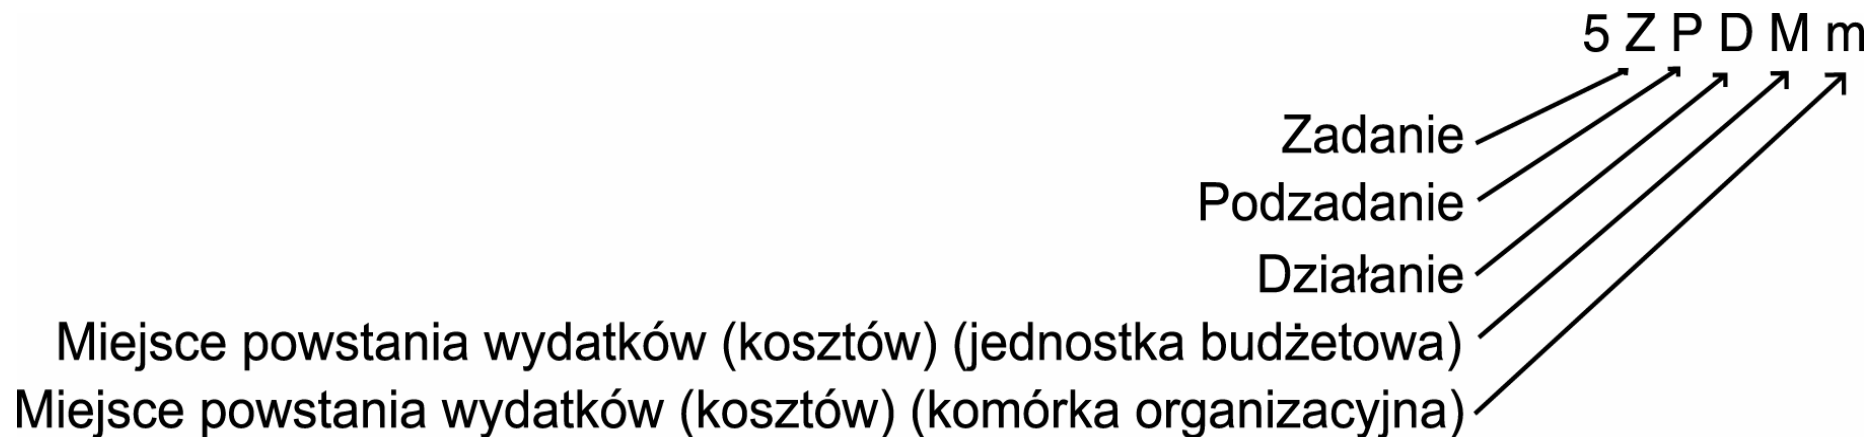 5 Z P D M m
Zadanie
Podzadanie
Działanie
Miejsce powstania wydatków (kosztów) (jednostka budżetowa)
Miejsce powstania wydatków (kosztów) (komórka organizacyjna)